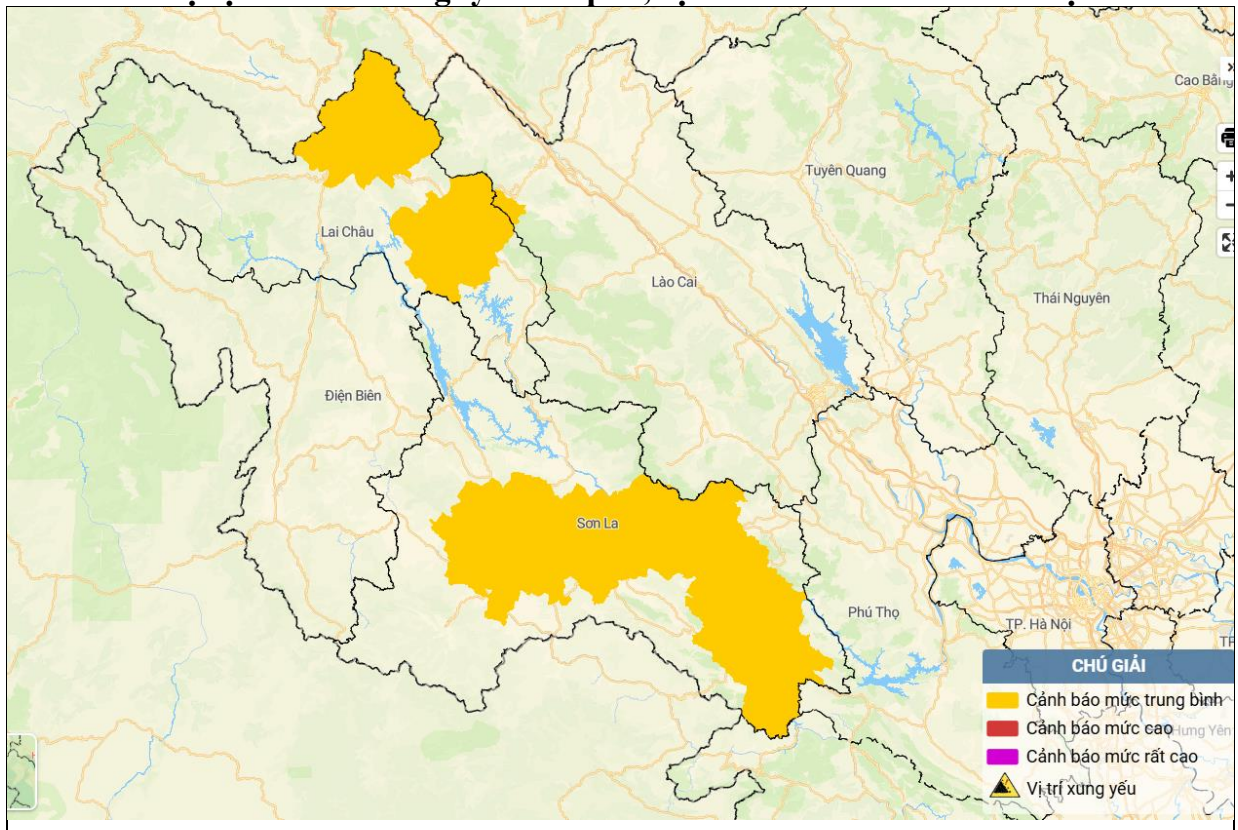 Cao Bằng
Tuyên Quang
Lai Châu
Lào Cai
Thái Nguyên
Điện Biên
Sơn La
Phú Thọ
TP. Hà Nội
CHÚ GIẢI
Cảnh báo mức trung bình
Cảnh báo mức cao
Hưng Yên
Cảnh báo mức rất cao
Vị trí xung yếu